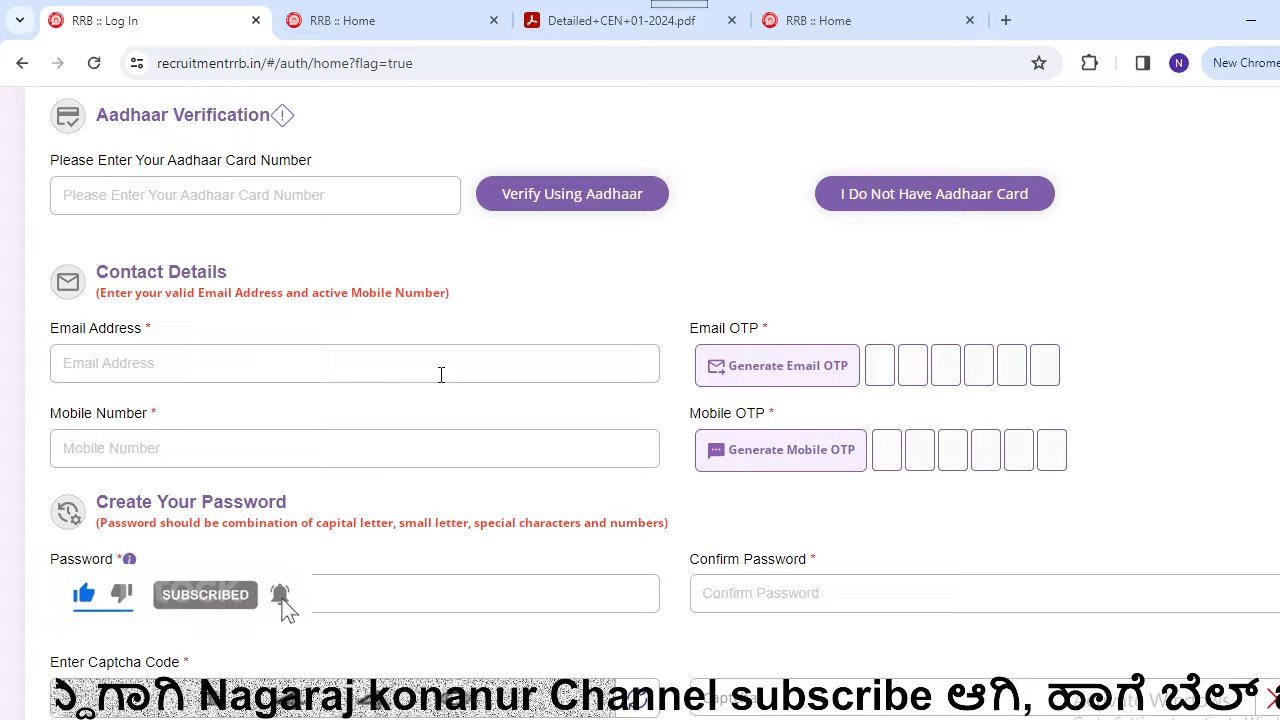 RRB :: Log In
RRB :: Home
Detailed+CEN+01-2024.pdf
RRB :: Home
recruitmentrrb.in/#/auth/home?flag=true
N
New Chrome
Aadhaar Verification
Please Enter Your Aadhaar Card Number
Please Enter Your Aadhaar Card Number
Verify Using Aadhaar
I Do Not Have Aadhaar Card
Contact Details
(Enter your valid Email Address and active Mobile Number)
Email Address *
Email OTP *
Email Address
Generate Email OTP
Mobile Number *
Mobile OTP *
Mobile Number
Generate Mobile OTP
Create Your Password
(Password should be combination of capital letter, small letter, special characters and numbers)
Password *
Confirm Password *
SUBSCRIBED
Confirm Password
Enter Captcha Code *
Nagaraj konanur Channel subscribe ಆಗಿ, ಹಾಗೆ ಬೆಲ್